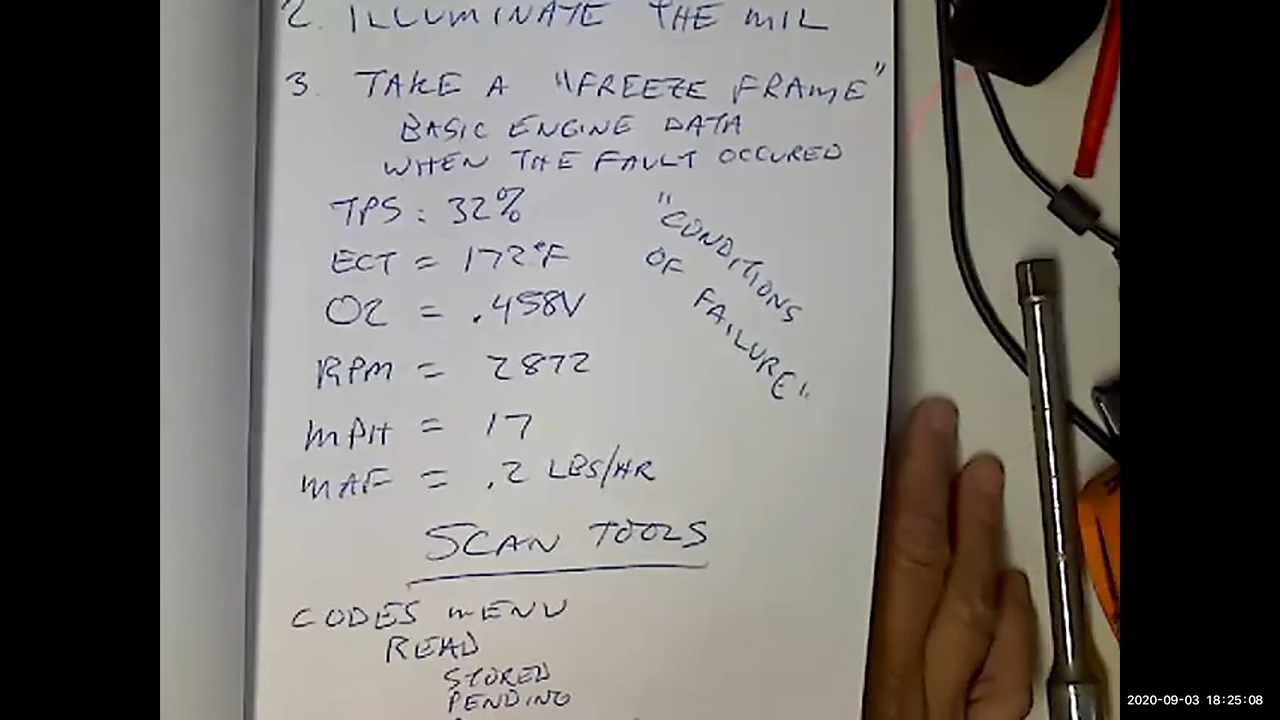 2. ILLUMINATE THE MIL
3. TAKE A "FREEZE FRAME"
BASIC ENGINE DATA
WHEN THE FAULT OCCURED
TPS: 32%
ECT = 172°F
O2 = .458V
RPM = 2872
MPH = 17
MAF = .2 LBS/HR
"CONDITIONS
OF FAILURE"
SCAN TOOLS
CODES MENU
READ
STORED
PENDING
2020-09-03 18:25:08